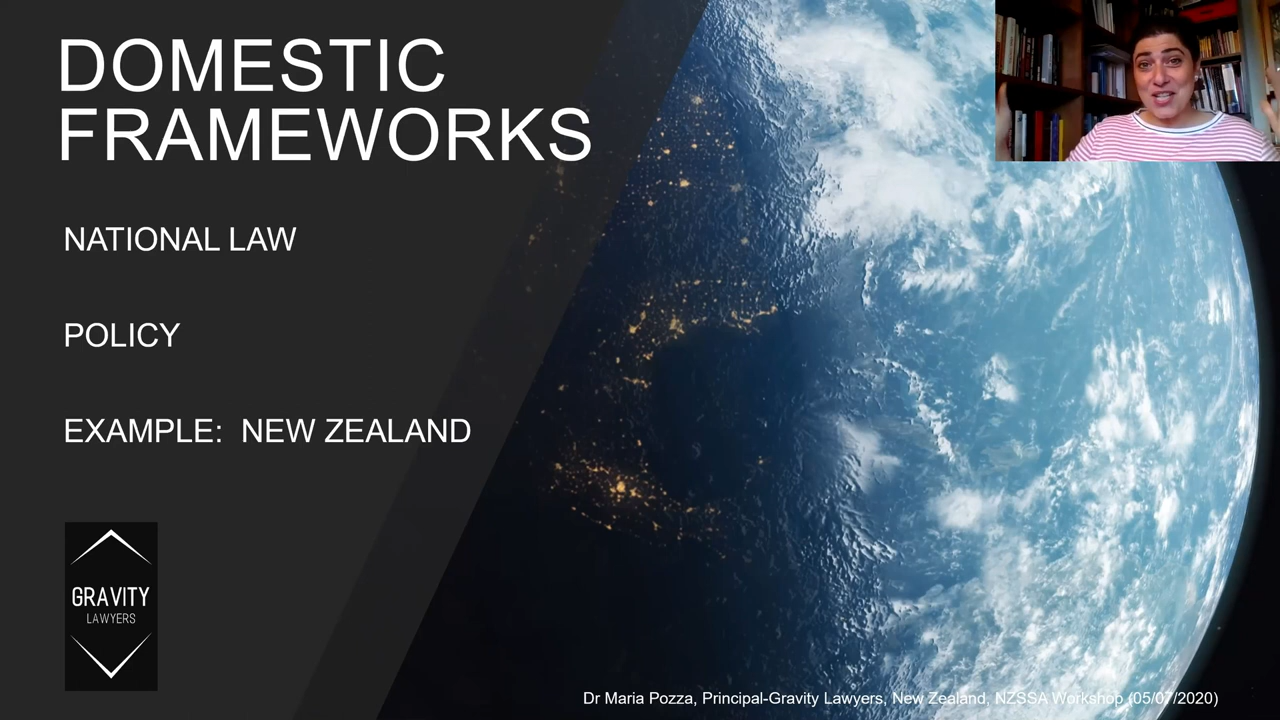 DOMESTIC
FRAMEWORKS
NATIONAL LAW
POLICY
EXAMPLE:  NEW ZEALAND
GRAVITY
LAWYERS
Dr Maria Pozza, Principal-Gravity Lawyers, New Zealand, NZSSA Workshop (05/07/2020)